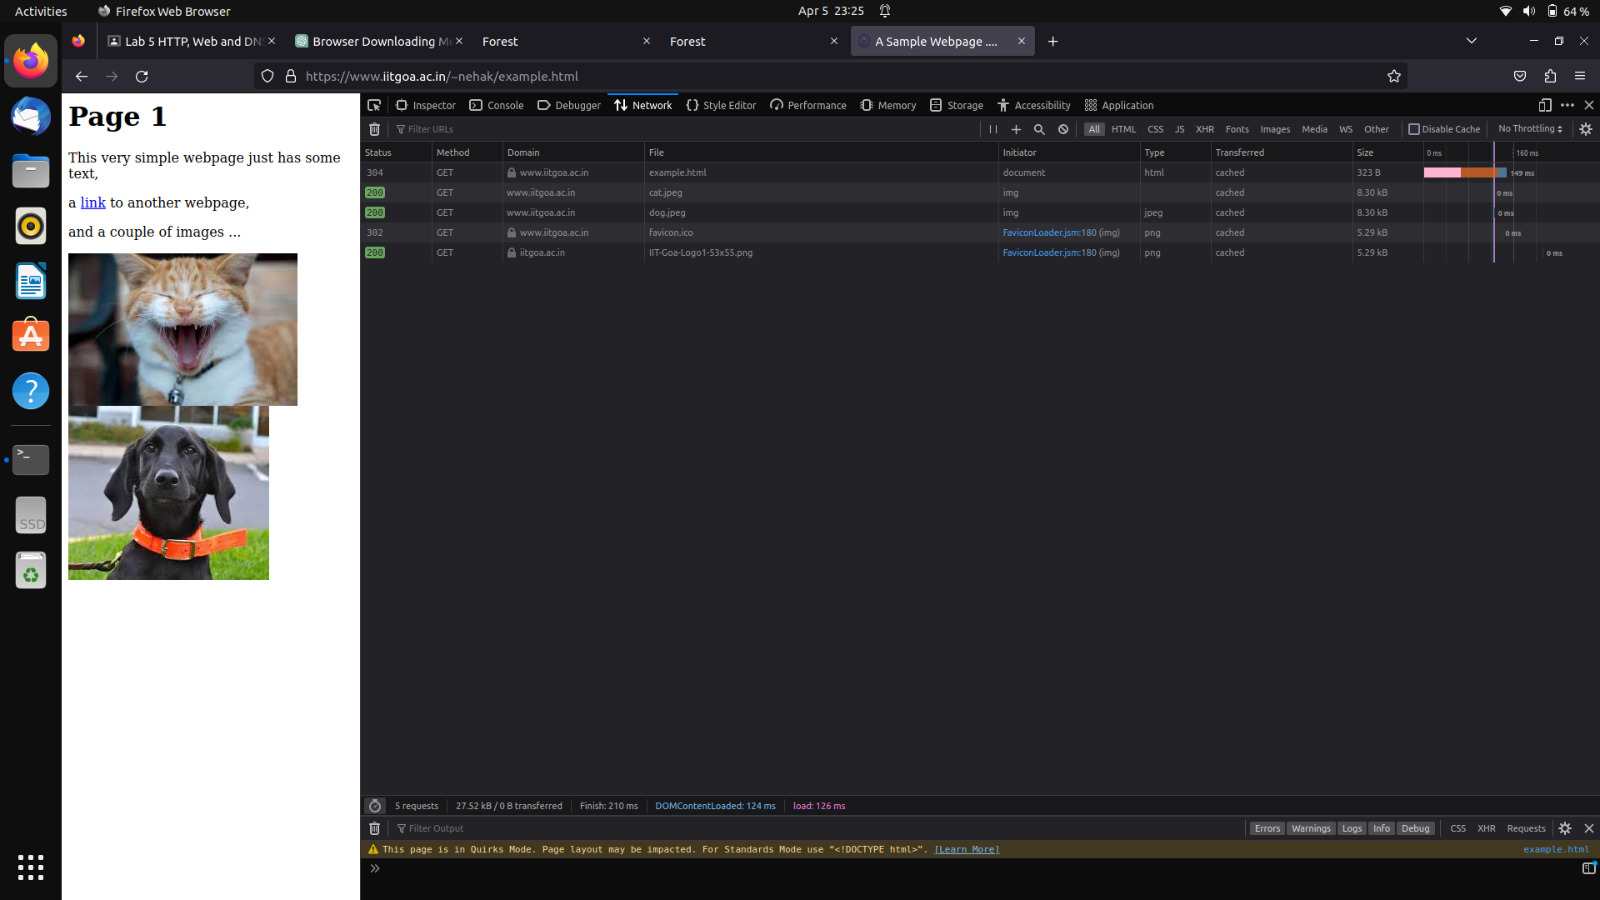 Activities Firefox Web Browser Apr 5 23:25 64 %
Lab 5 HTTP, Web and DN Browser Downloading Me Forest Forest A Sample Webpage ....
https://www.iitgoa.ac.in/~nehak/example.html
Page 1
This very simple webpage just has some
text,
a link to another webpage,
and a couple of images ...
SSD
Inspector Console Debugger Network Style Editor Performance Memory Storage Accessibility Application
Filter URLs All HTML CSS JS XHR Fonts Images Media WS Other Disable Cache No Throttling
Status Method Domain File Initiator Type Transferred Size 0 ms 160 ms
304 GET www.iitgoa.ac.in example.html document html cached 323 B 149 ms
200 GET www.iitgoa.ac.in cat.jpeg img cached 8.30 kB 0 ms
200 GET www.iitgoa.ac.in dog.jpeg img jpeg cached 8.30 kB 0 ms
302 GET www.iitgoa.ac.in favicon.ico FaviconLoader.jsm:180 (img) png cached 5.29 kB 0 ms
200 GET iitgoa.ac.in IIT-Goa-Logo1-53x55.png FaviconLoader.jsm:180 (img) png cached 5.29 kB 0 ms
5 requests 27.52 kB / 0 B transferred Finish: 210 ms DOMContentLoaded: 124 ms load: 126 ms
Filter Output Errors Warnings Logs Info Debug CSS XHR Requests
This page is in Quirks Mode. Page layout may be impacted. For Standards Mode use “<!DOCTYPE html>”. [Learn More] example.html